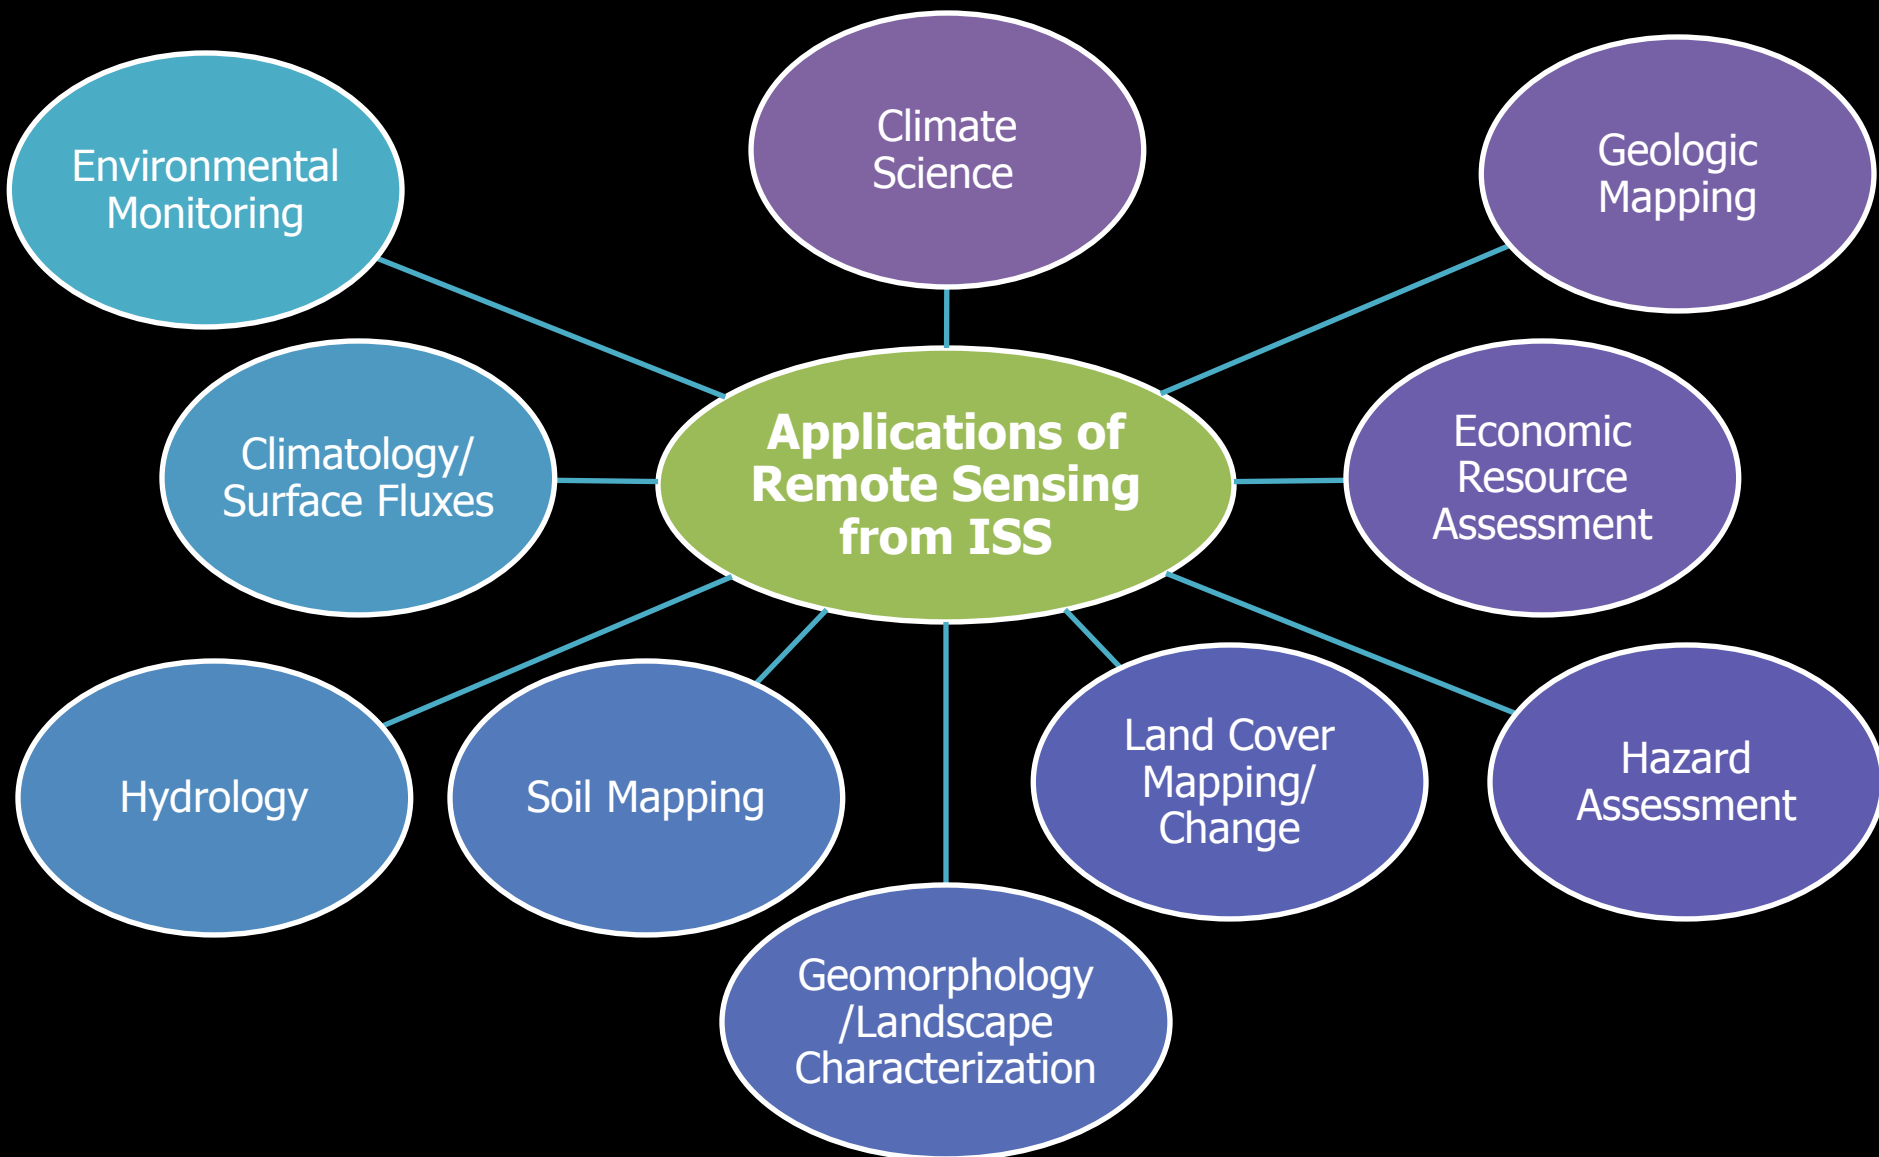 Climate
Science
Environmental
Monitoring
Geologic
Mapping
Climatology/
Surface Fluxes
Applications of
Remote Sensing
from ISS
Economic
Resource
Assessment
Hydrology
Soil Mapping
Land Cover
Mapping/
Change
Hazard
Assessment
Geomorphology
/Landscape
Characterization